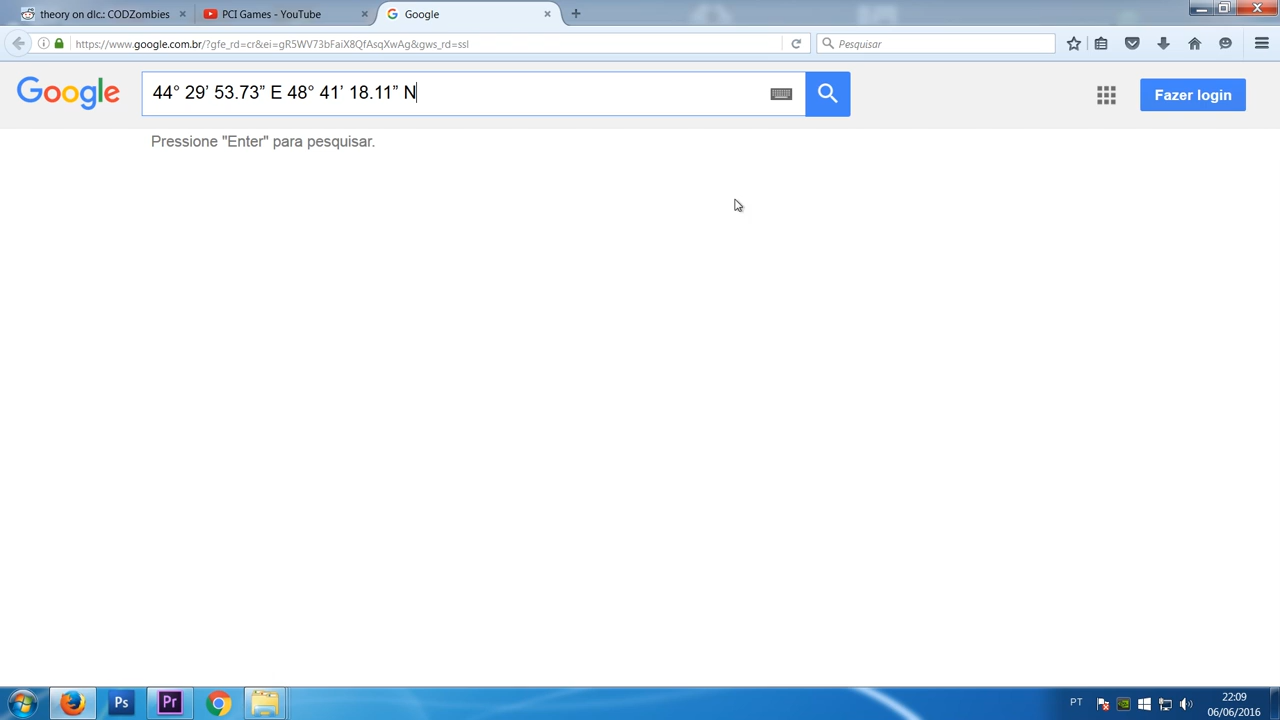 theory on dlc.: CODZombies
PCI Games - YouTube
Google
https://www.google.com.br/?gfe_rd=cr&ei=gR5WV73bFaiX8QfAsqXwAg&gws_rd=ssl
Pesquisar
Google
44° 29’ 53.73” E 48° 41’ 18.11” N
Fazer login
Pressione "Enter" para pesquisar.
Ps
Pr
PT
22:09
06/06/2016